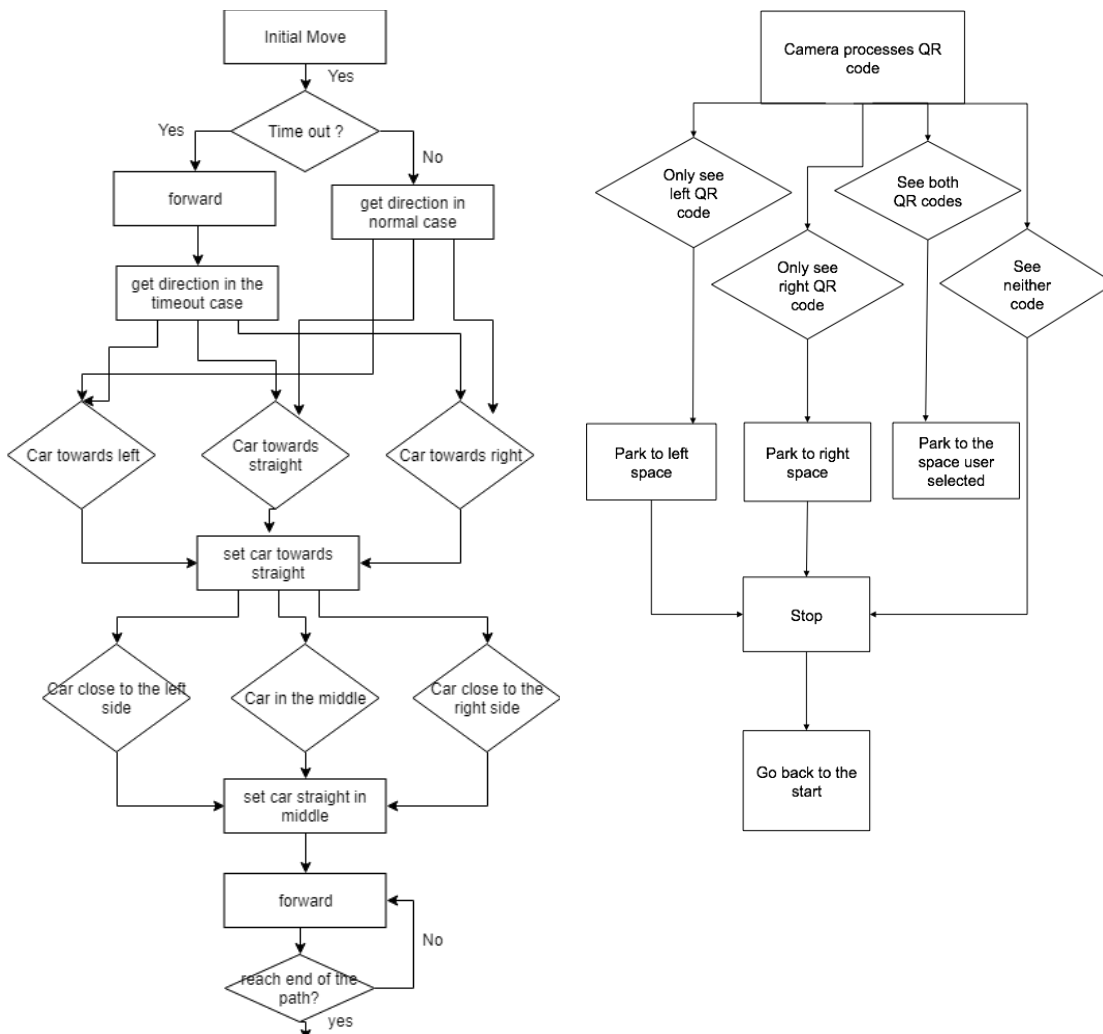 Initial Move
Yes
Time out ?
Yes
No
forward
get direction in
normal case
get direction in the
timeout case
Car towards left
Car towards
straight
Car towards right
set car towards
straight
Car close to the left
side
Car in the middle
Car close to the
right side
set car straight in
middle
forward
No
reach end of the
path?
yes
Camera processes QR
code
Only see
left QR
code
See both
QR codes
Only see
right QR
code
See
neither
code
Park to left
space
Park to right
space
Park to the
space user
selected
Stop
Go back to the
start